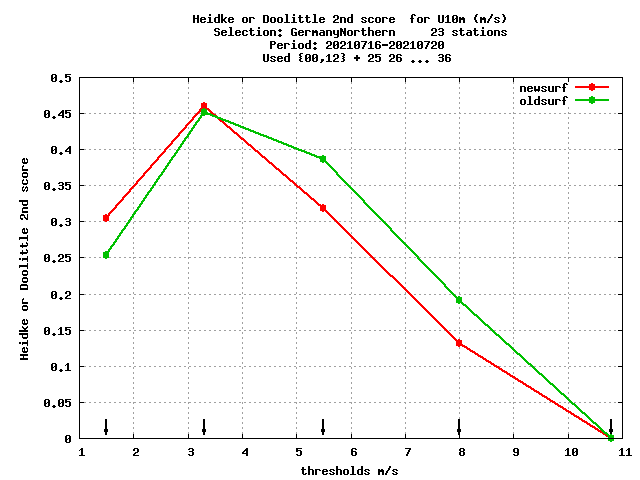 Heidke or Doolittle 2nd score  for U10m (m/s)
Selection: GermanyNorthern     23 stations
Period: 20210716-20210720
Used {00,12} + 25 26 ... 36
newsurf
oldsurf
Heidke or Doolittle 2nd score
0.5
0.45
0.4
0.35
0.3
0.25
0.2
0.15
0.1
0.05
0
1 2 3 4 5 6 7 8 9 10 11
thresholds m/s